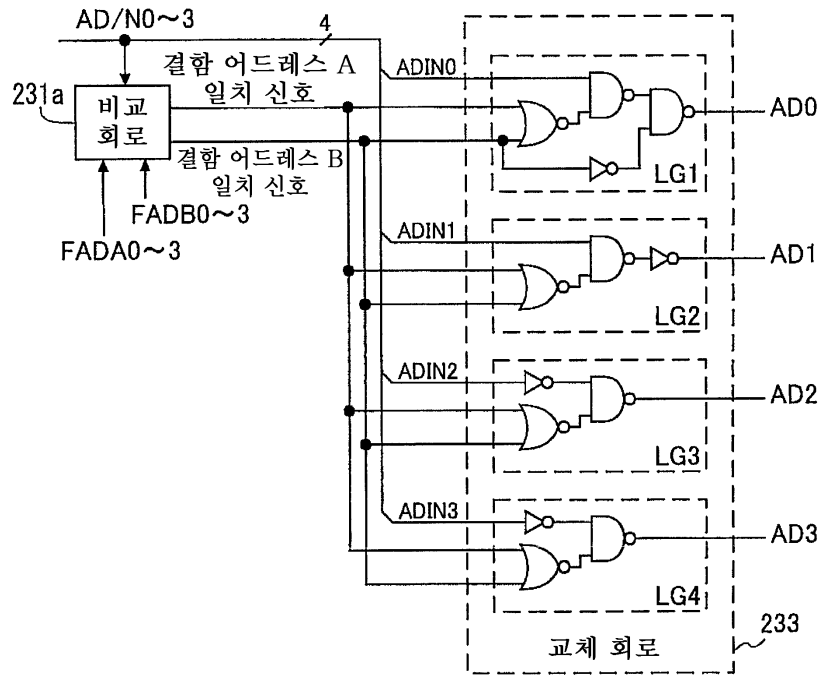 AD/N0～3
4
결함 어드레스 A
일치 신호
ADIN0
231a
비교
회로
AD0
결함 어드레스 B
일치 신호
LG1
FADB0～3
FADA0～3
ADIN1
AD1
LG2
ADIN2
AD2
LG3
ADIN3
AD3
LG4
교체 회로
233